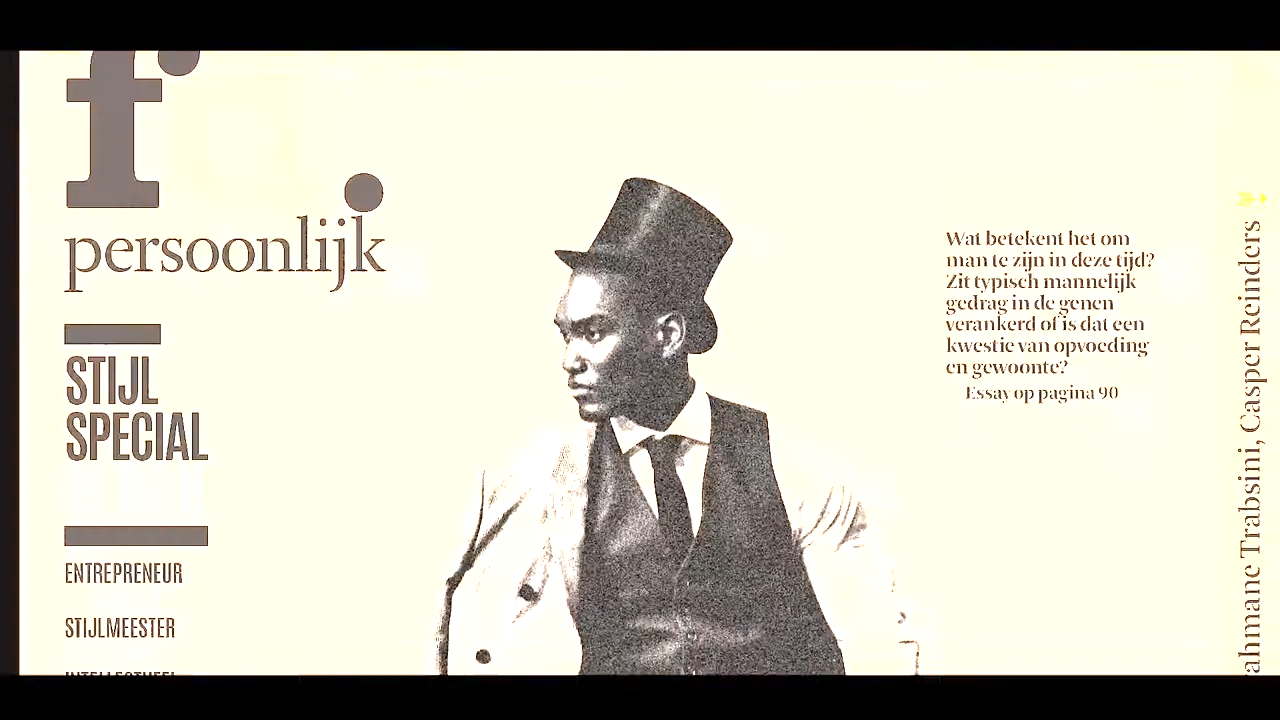 f
persoonlijk
STIJL
SPECIAL
ENTREPRENEUR
STIJLMEESTER
Wat betekent het om
man te zijn in deze tijd?
Zit typisch mannelijk
gedrag in de genen
verankerd of is dat een
kwestie van opvoeding
en gewoonte?
Essay op pagina 90
ahmane Trabsini, Casper Reinders